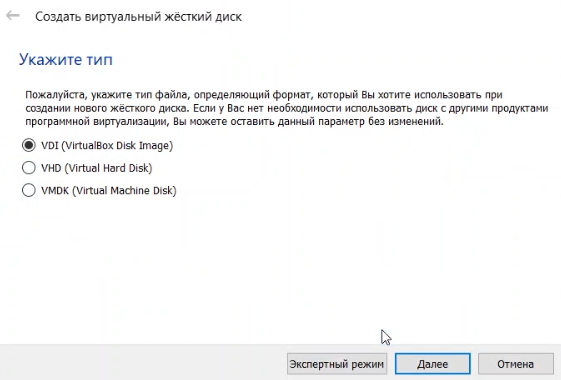 Создать виртуальный жёсткий диск
Укажите тип
Пожалуйста, укажите тип файла, определяющий формат, который Вы хотите использовать при
создании нового жёсткого диска. Если у Вас нет необходимости использовать диск с другими продуктами
программной виртуализации, Вы можете оставить данный параметр без изменений.
VDI (VirtualBox Disk Image)
VHD (Virtual Hard Disk)
VMDK (Virtual Machine Disk)
Экспертный режим Далее Отмена